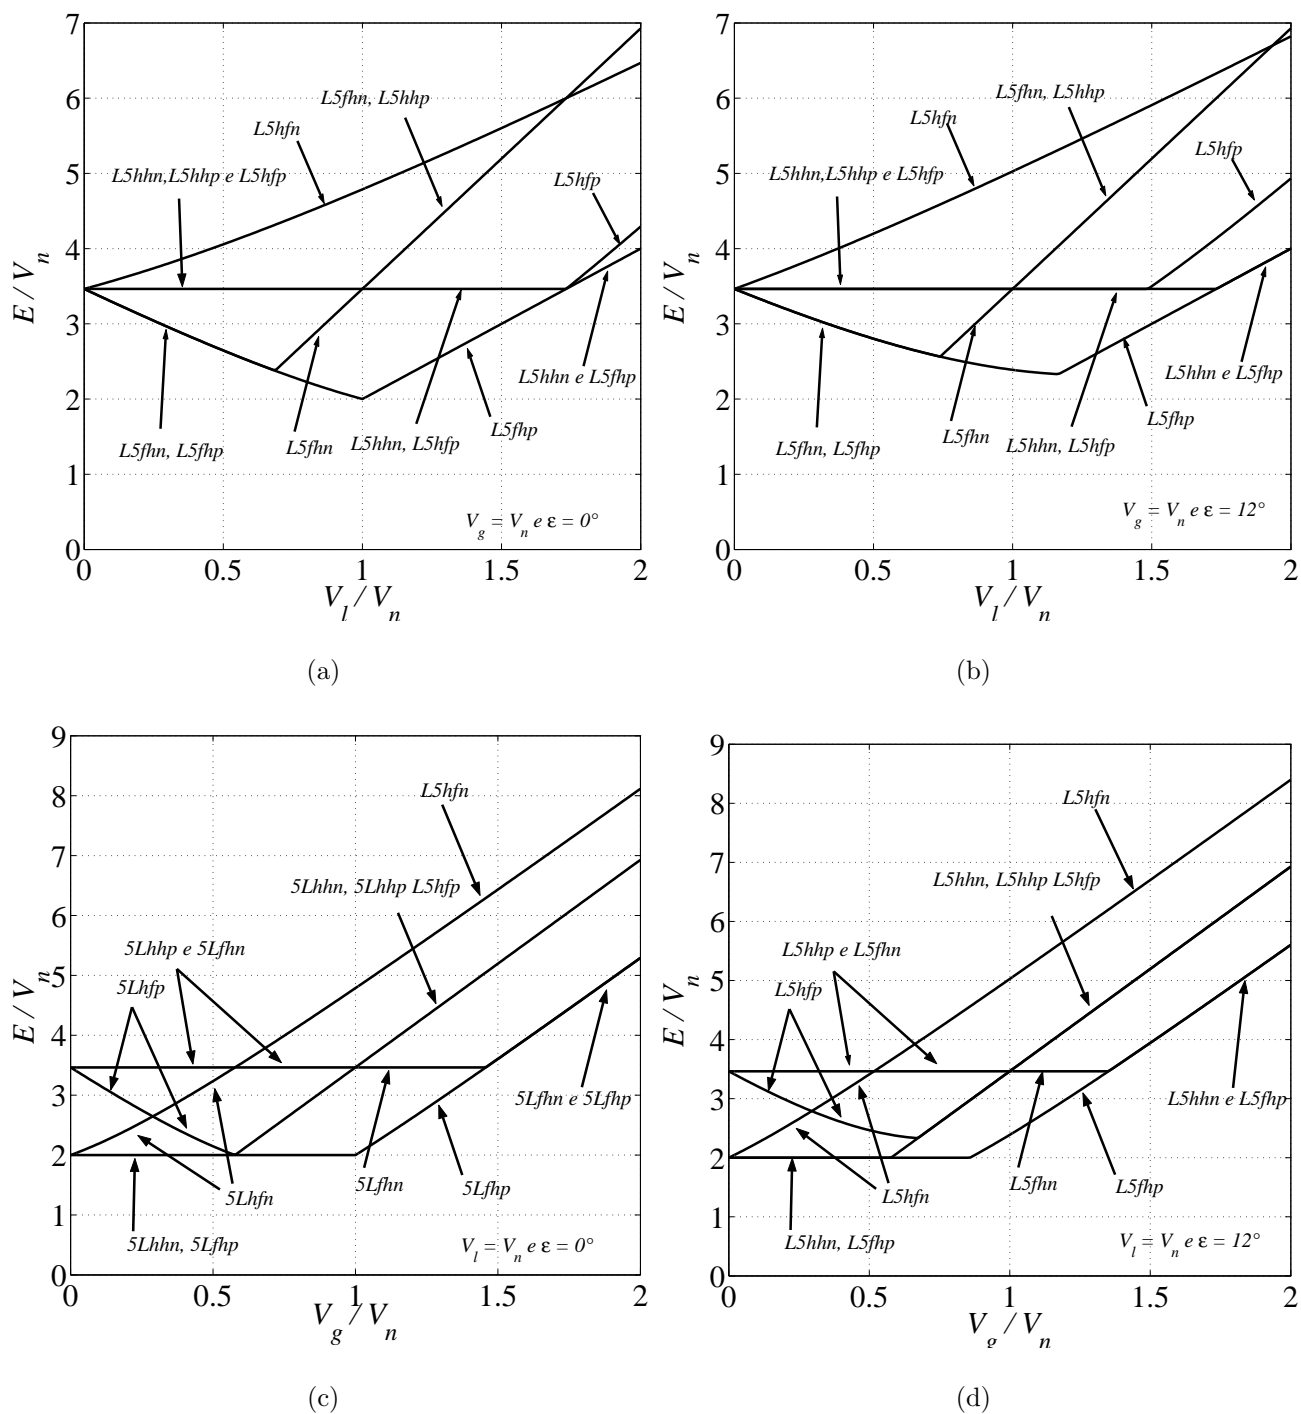 7
6
5
4
3
2
1
0
E / V_n
L5fhn, L5hhp
L5hfn
L5hhn,L5hhp e L5hfp
L5hfp
L5hhn e L5fhp
L5fhn, L5fhp
L5fhn
L5hhn, L5hfp
L5fhp
V_g = V_n e ε = 0°
0 0.5 1 1.5 2
V_l / V_n
(a)
7
6
5
4
3
2
1
0
E / V_n
L5fhn, L5hhp
L5hfn
L5hfp
L5hhn,L5hhp e L5hfp
L5hhn e L5fhp
L5fhp
L5fhn, L5fhp
L5fhn
L5hhn, L5hfp
V_g = V_n e ε = 12°
0 0.5 1 1.5 2
V_l / V_n
(b)
9
8
7
6
5
4
3
2
1
0
E / V_n
L5hfn
5Lhhn, 5Lhhp L5hfp
5Lhhp e 5Lfhn
5Lhfp
5Lfhn e 5Lfhp
5Lhfn
5Lfhn
5Lfhp
5Lhhn, 5Lfhp
V_l = V_n e ε = 0°
0 0.5 1 1.5 2
V_g / V_n
(c)
9
8
7
6
5
4
3
2
1
0
E / V_n
L5hfn
L5hhn, L5hhp L5hfp
L5hhp e L5fhn
L5hfp
L5hhn e L5fhp
L5hfn
L5fhn
L5fhp
L5hhn, L5fhp
V_l = V_n e ε = 12°
0 0.5 1 1.5 2
V_g / V_n
(d)